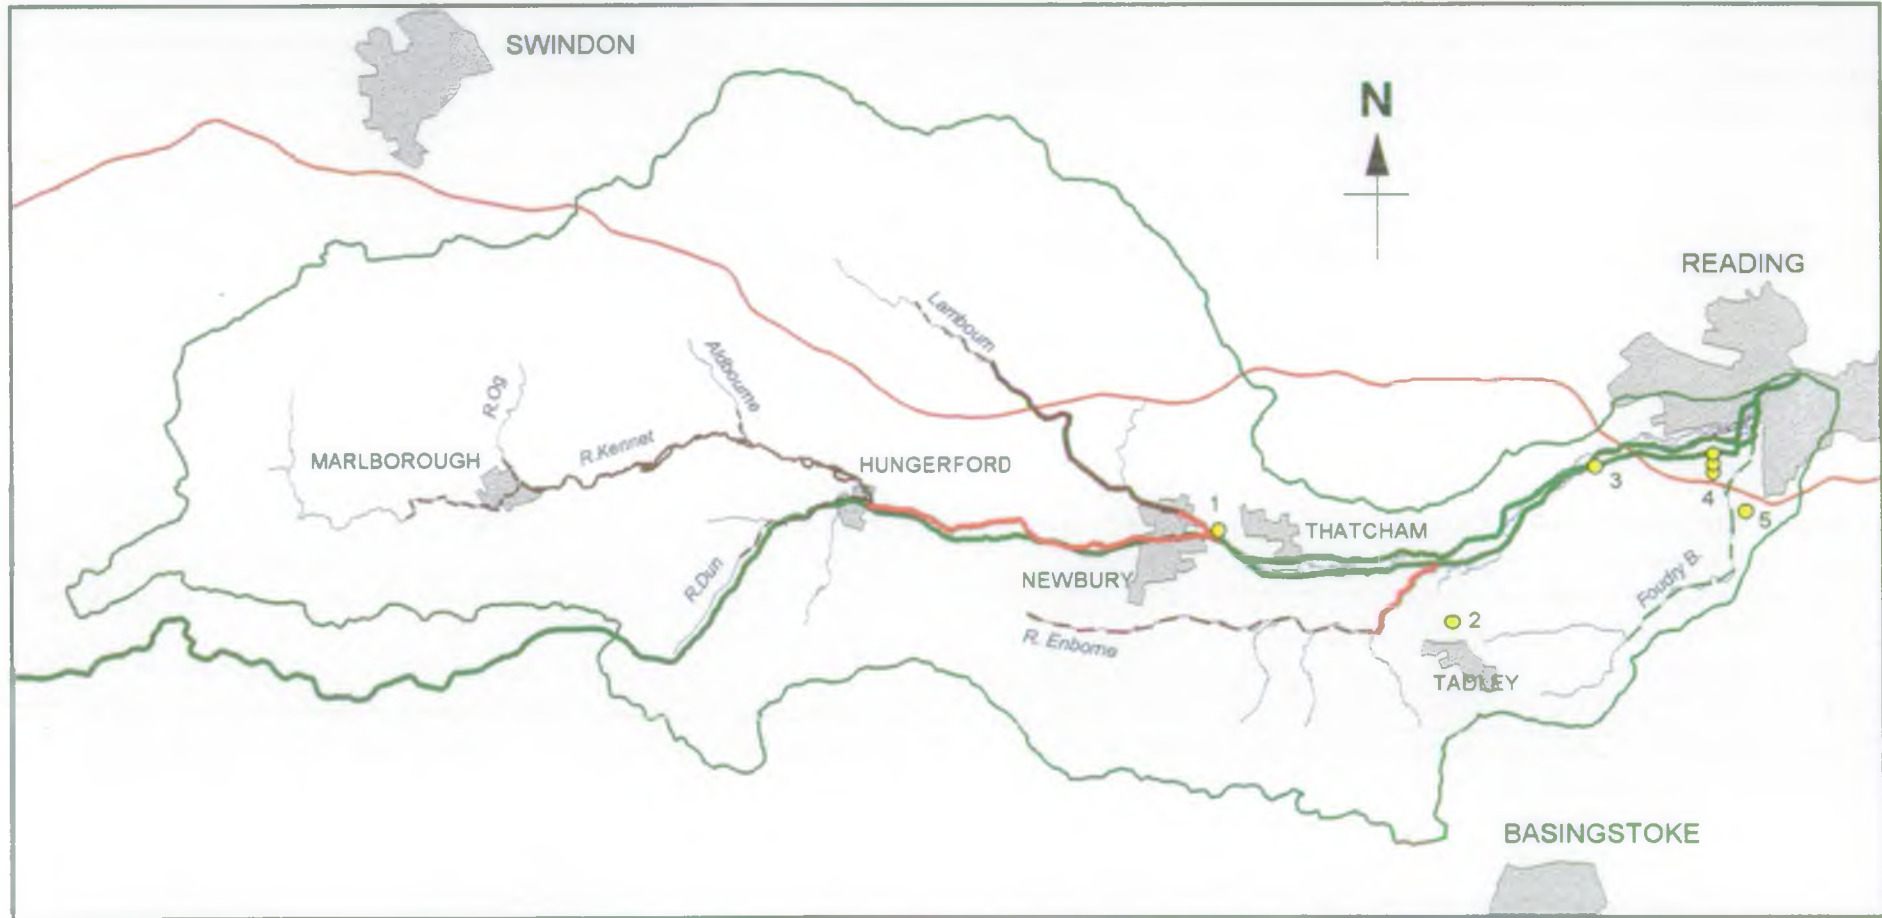 SWINDON
N
READING
Lambourn
Aldbourne
R.Og
R.Kennet
MARLBOROUGH
HUNGERFORD
1
THATCHAM
3
4
5
R.Dun
NEWBURY
Foudry B.
R. Enborne
2
TADLEY
BASINGSTOKE